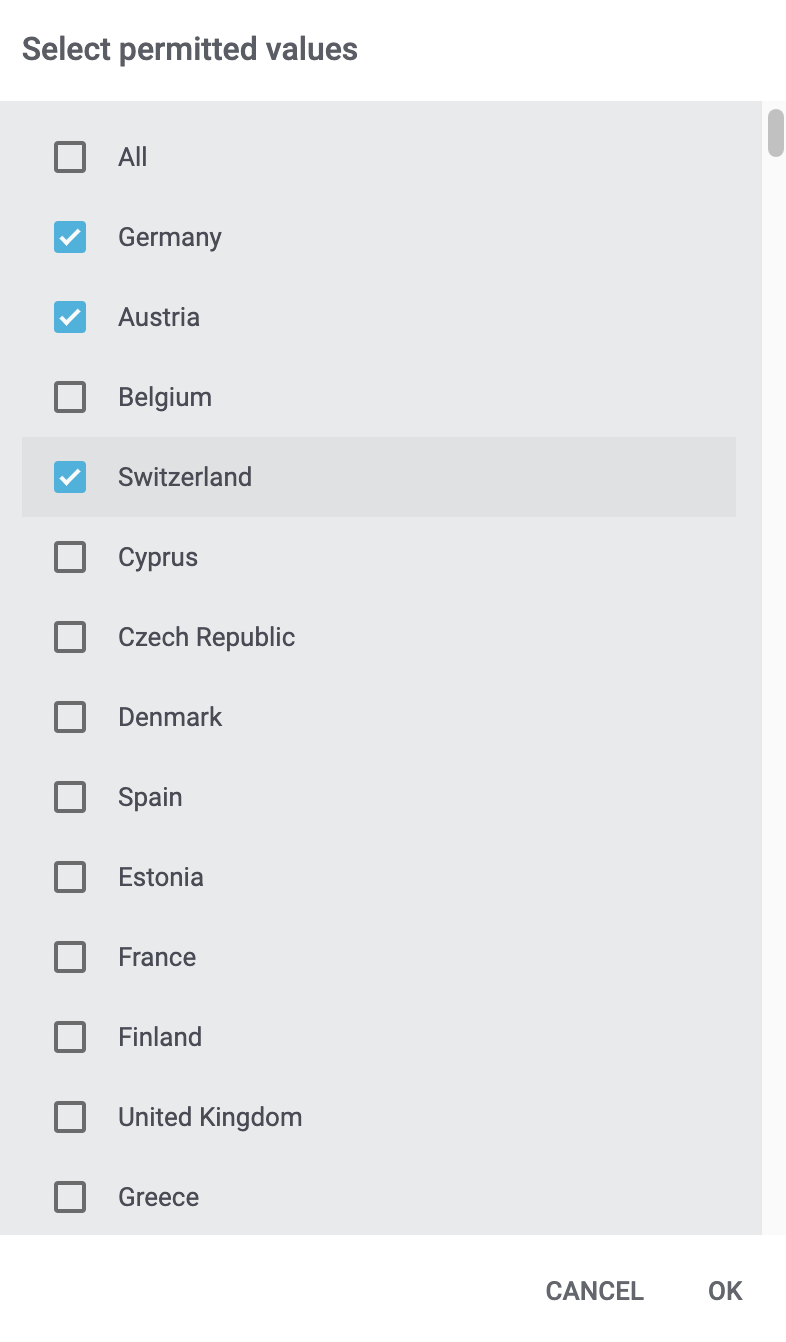 Select permitted values
All
Germany
Austria
Belgium
Switzerland
Cyprus
Czech Republic
Denmark
Spain
Estonia
France
Finland
United Kingdom
Greece
CANCEL OK